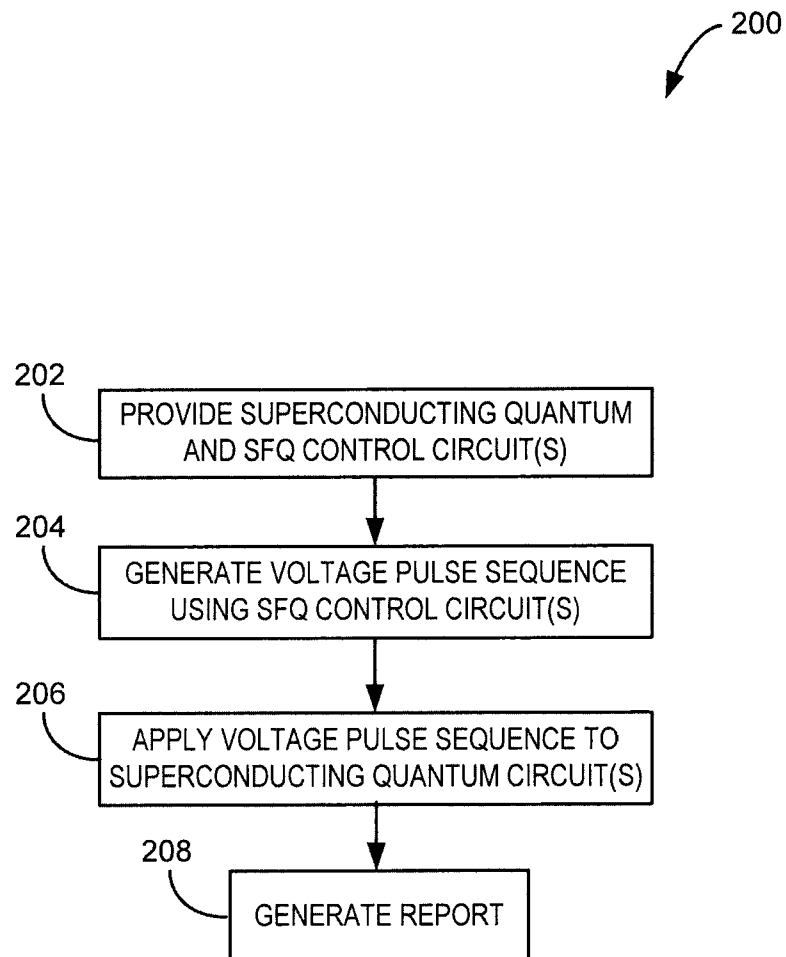 200
202
PROVIDE SUPERCONDUCTING QUANTUM
AND SFQ CONTROL CIRCUIT(S)
204
GENERATE VOLTAGE PULSE SEQUENCE
USING SFQ CONTROL CIRCUIT(S)
206
APPLY VOLTAGE PULSE SEQUENCE TO
SUPERCONDUCTING QUANTUM CIRCUIT(S)
208
GENERATE REPORT